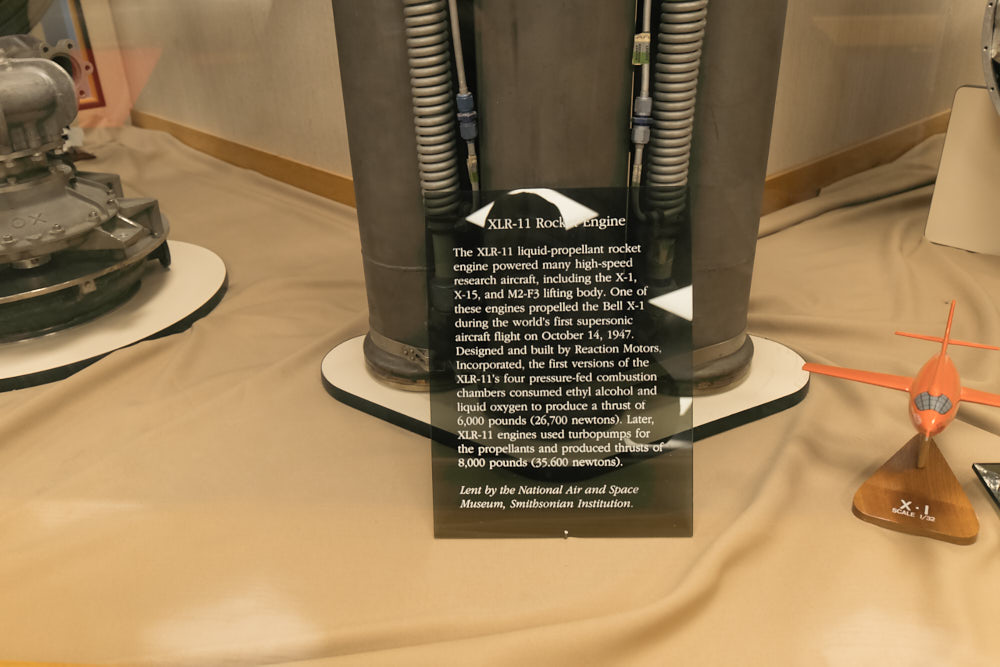 XLR-11 Rocket Engine
The XLR-11 liquid-propellant rocket
engine powered many high-speed
research aircraft, including the X-1,
X-15, and M2-F3 lifting body. One of
these engines propelled the Bell X-1
during the world's first supersonic
aircraft flight on October 14, 1947.
Designed and built by Reaction Motors,
Incorporated, the first versions of the
XLR-11's four pressure-fed combustion
chambers consumed ethyl alcohol and
liquid oxygen to produce a thrust of
6,000 pounds (26,700 newtons). Later,
XLR-11 engines used turbopumps for
the propellants and produced thrusts of
8,000 pounds (35,600 newtons).
Lent by the National Air and Space
Museum, Smithsonian Institution.
X-1
SCALE 1/32